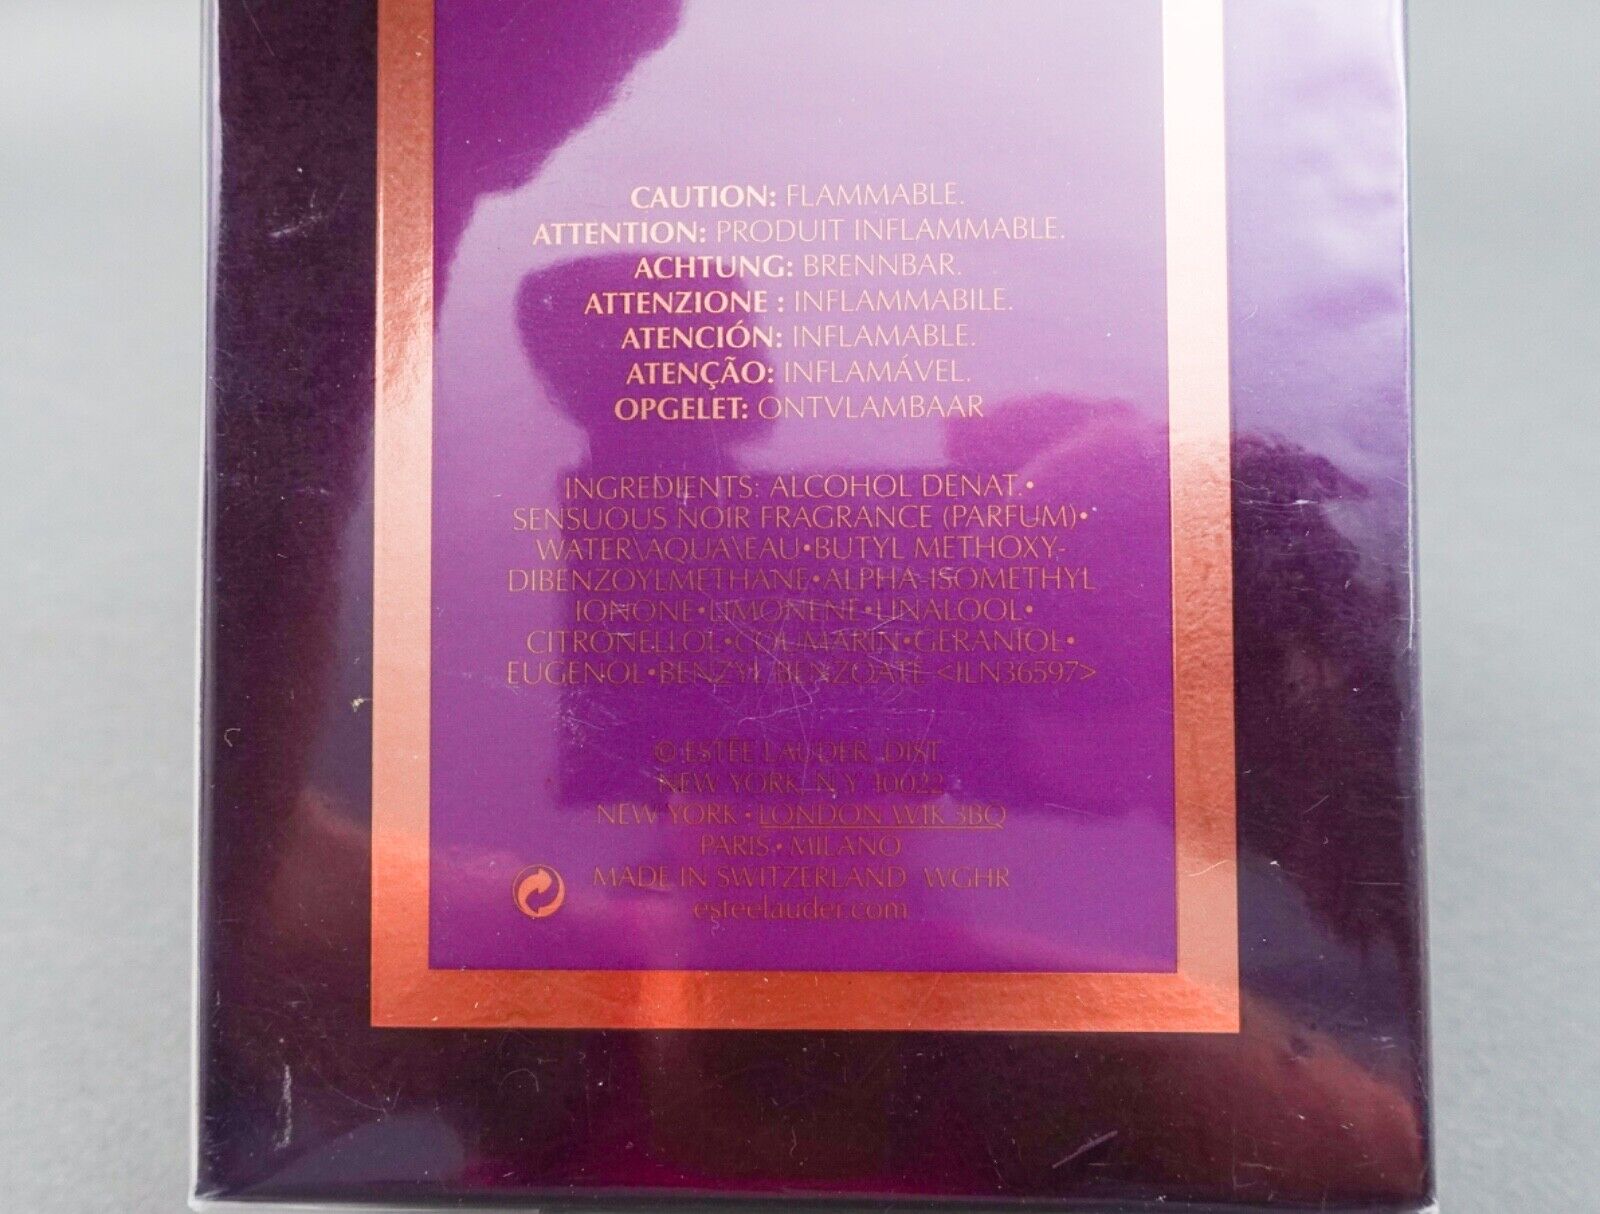 CAUTION: FLAMMABLE.
ATTENTION: PRODUIT INFLAMMABLE.
ACHTUNG: BRENNBAR.
ATTENZIONE : INFLAMMABILE.
ATENCIÓN: INFLAMABLE.
ATENÇÃO: INFLAMÁVEL.
OPGELET: ONTVLAMBAAR
INGREDIENTS: ALCOHOL DENAT.•
SENSUOUS NOIR FRAGRANCE (PARFUM)•
WATER\AQUA\EAU•BUTYL METHOXY-
DIBENZOYLMETHANE•ALPHA-ISOMETHYL
IONONE•LIMONENE•LINALOOL•
CITRONELLOL•COUMARIN•GERANIOL•
EUGENOL•BENZYL BENZOATE <ILN36597>
© ESTÉE LAUDER, DIST.
NEW YORK, N.Y. 10022
NEW YORK • LONDON W1K 3BQ
PARIS • MILANO
MADE IN SWITZERLAND WGHR
esteelauder.com